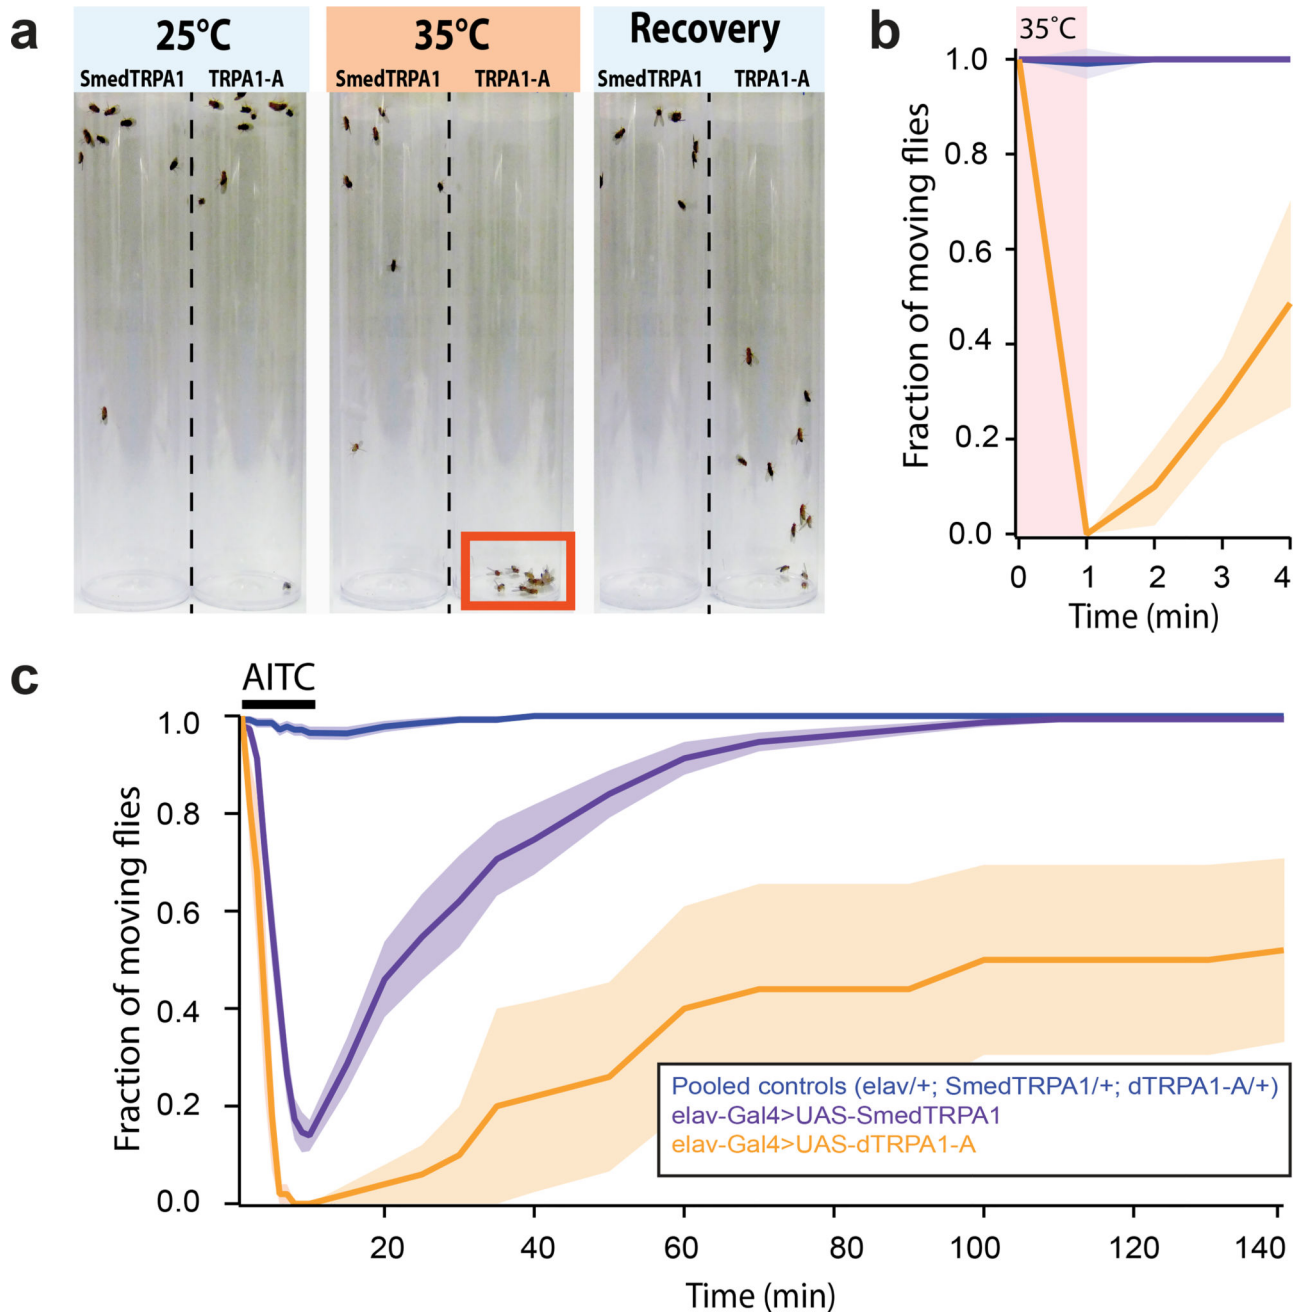 a
25°C
35°C
Recovery
SmedTRPA1 TRPA1-A
SmedTRPA1 TRPA1-A
SmedTRPA1 TRPA1-A
b
35°C
Fraction of moving flies
1.0
0.8
0.6
0.4
0.2
0.0
0 1 2 3 4
Time (min)
c
AITC
Fraction of moving flies
1.0
0.8
0.6
0.4
0.2
0.0
Pooled controls (elav/+; SmedTRPA1/+; dTRPA1-A/+)
elav-Gal4>UAS-SmedTRPA1
elav-Gal4>UAS-dTRPA1-A
20 40 60 80 100 120 140
Time (min)